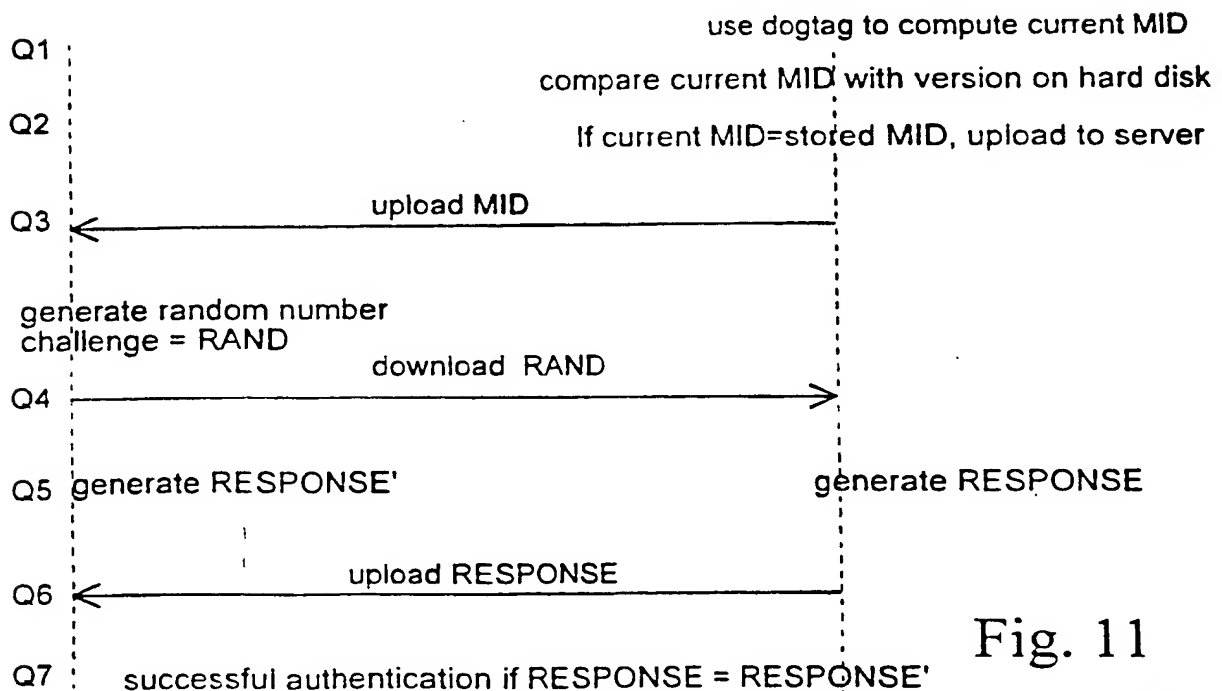 use dogtag to compute current MID
Q1
compare current MID with version on hard disk
Q2
If current MID=stored MID, upload to server
upload MID
Q3
generate random number
challenge = RAND
download RAND
Q4
Q5 generate RESPONSE' generate RESPONSE
upload RESPONSE
Q6
Fig. 11
Q7 successful authentication if RESPONSE = RESPONSE'